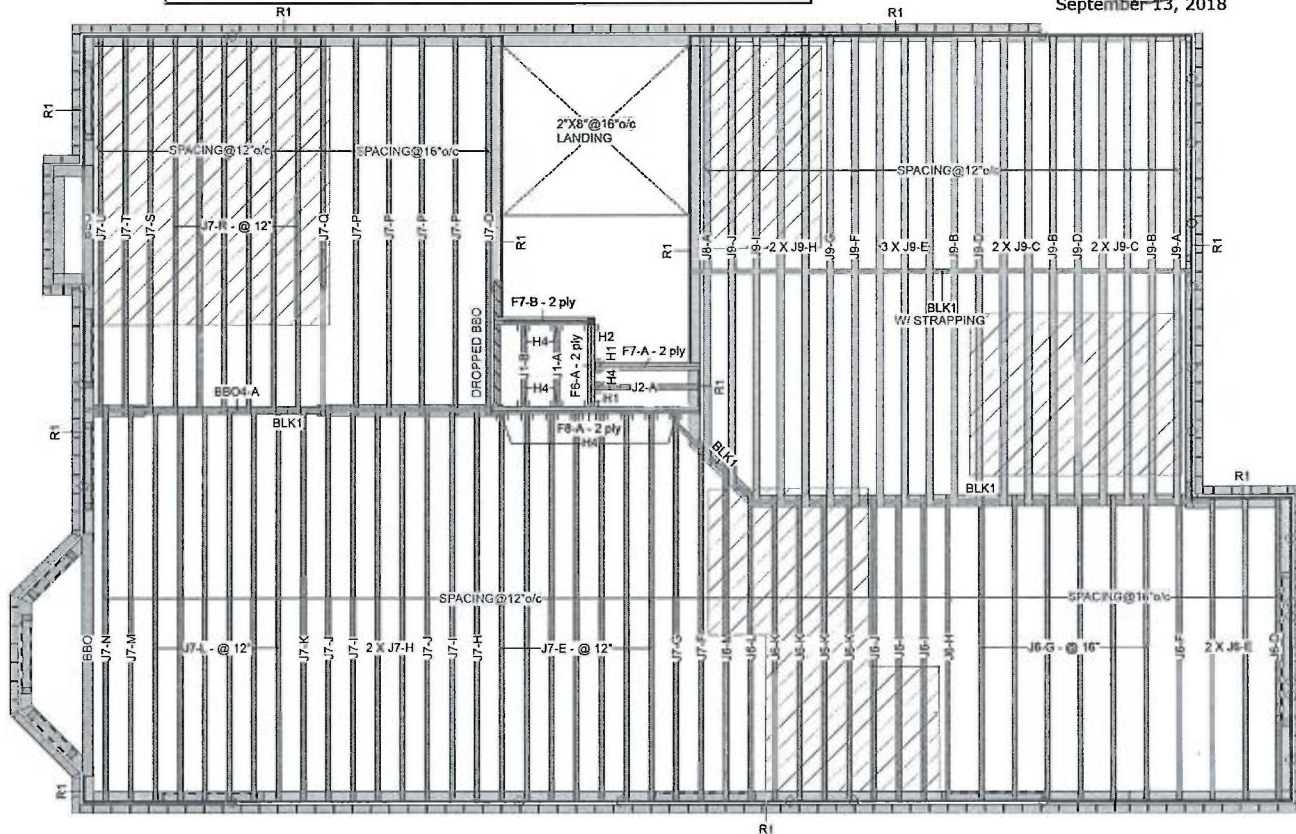 September 13, 2018
R1
R1
R1
2"X8"@16"o/c
LANDING
SPACING@12"o/c
SPACING@16"o/c
SPACING@12"o/c
J7-T
J7-S
J7-R - @ 12"
J7-Q
J7-P
J7-P
J7-P
J7-P
J7-O
R1
R1
J8-A
J9-J
J9-I
2 X J9-H
J9-G
J9-F
3 X J9-E
J9-B
J9-D
2 X J9-C
J9-B
J9-D
2 X J9-C
J9-B
J9-A
R1
BLK1
W/ STRAPPING
F7-B - 2 ply
DROPPED BBO
H4
J1-B
J1-A
H4
F6-A - 2 ply
H2
H1
F7-A - 2 ply
H4
J2-A
H1
R1
BBO4-A
BLK1
F8-A - 2 ply
H4
R1
BLK1
BLK1
R1
SPACING@12"o/c
SPACING@16"o/c
BBO
J7-N
J7-M
J7-L - @ 12"
J7-K
J7-J
J7-I
2 X J7-H
J7-J
J7-I
J7-H
J7-E - @ 12"
J7-G
J7-F
J6-M
J6-L
J6-K
J6-K
J6-K
J6-K
J6-J
J6-I
J6-I
J6-H
J6-G - @ 16"
J6-F
2 X J6-E
J6-D
R1
R1